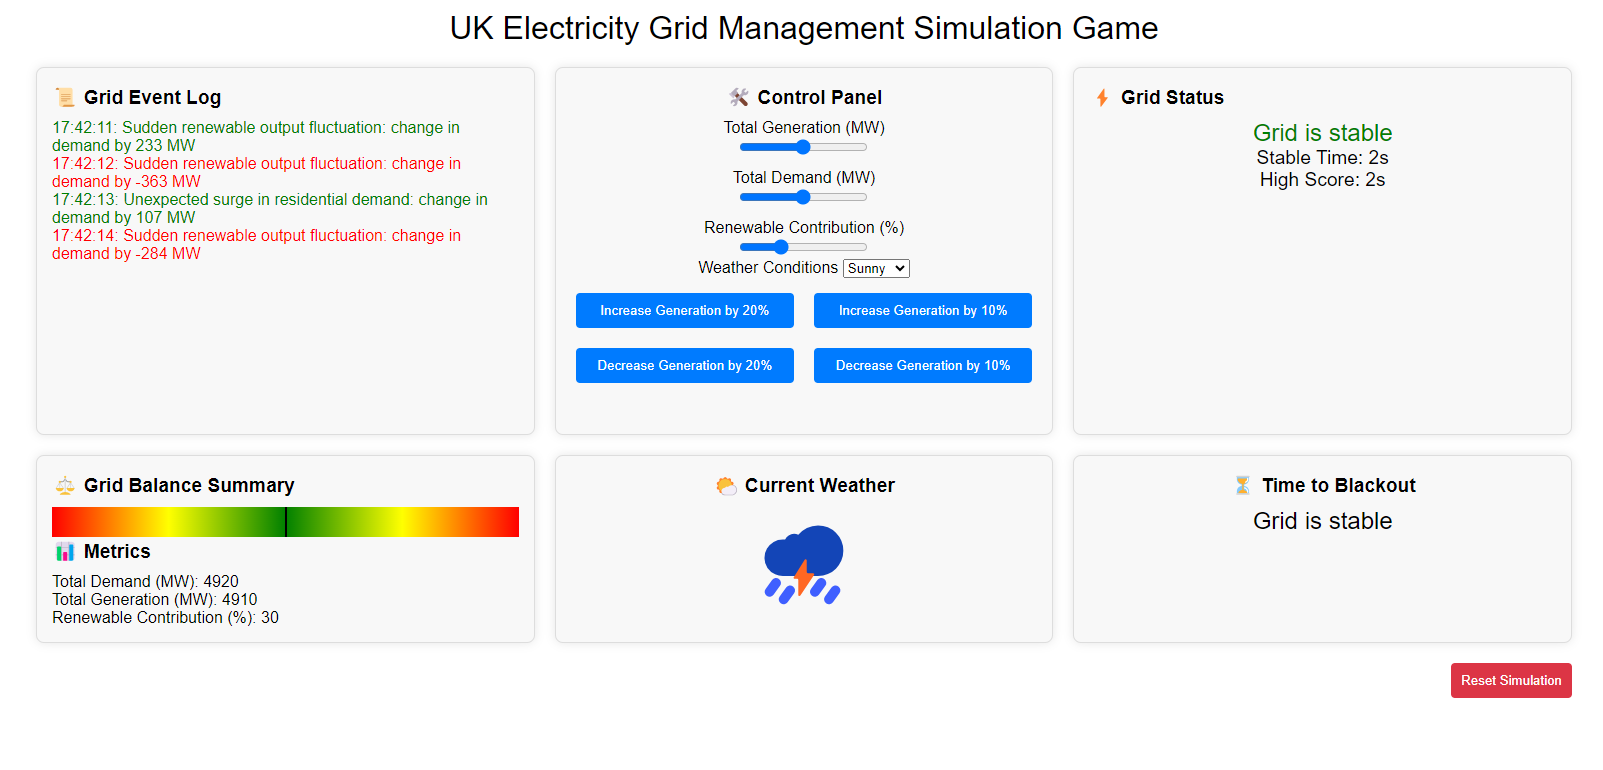 UK Electricity Grid Management Simulation Game
Grid Event Log
17:42:11: Sudden renewable output fluctuation: change in
demand by 233 MW
17:42:12: Sudden renewable output fluctuation: change in
demand by -363 MW
17:42:13: Unexpected surge in residential demand: change in
demand by 107 MW
17:42:14: Sudden renewable output fluctuation: change in
demand by -284 MW
Control Panel
Total Generation (MW)
Total Demand (MW)
Renewable Contribution (%)
Weather Conditions Sunny
Increase Generation by 20%
Increase Generation by 10%
Decrease Generation by 20%
Decrease Generation by 10%
Grid Status
Grid is stable
Stable Time: 2s
High Score: 2s
Grid Balance Summary
Metrics
Total Demand (MW): 4920
Total Generation (MW): 4910
Renewable Contribution (%): 30
Current Weather
Time to Blackout
Grid is stable
Reset Simulation